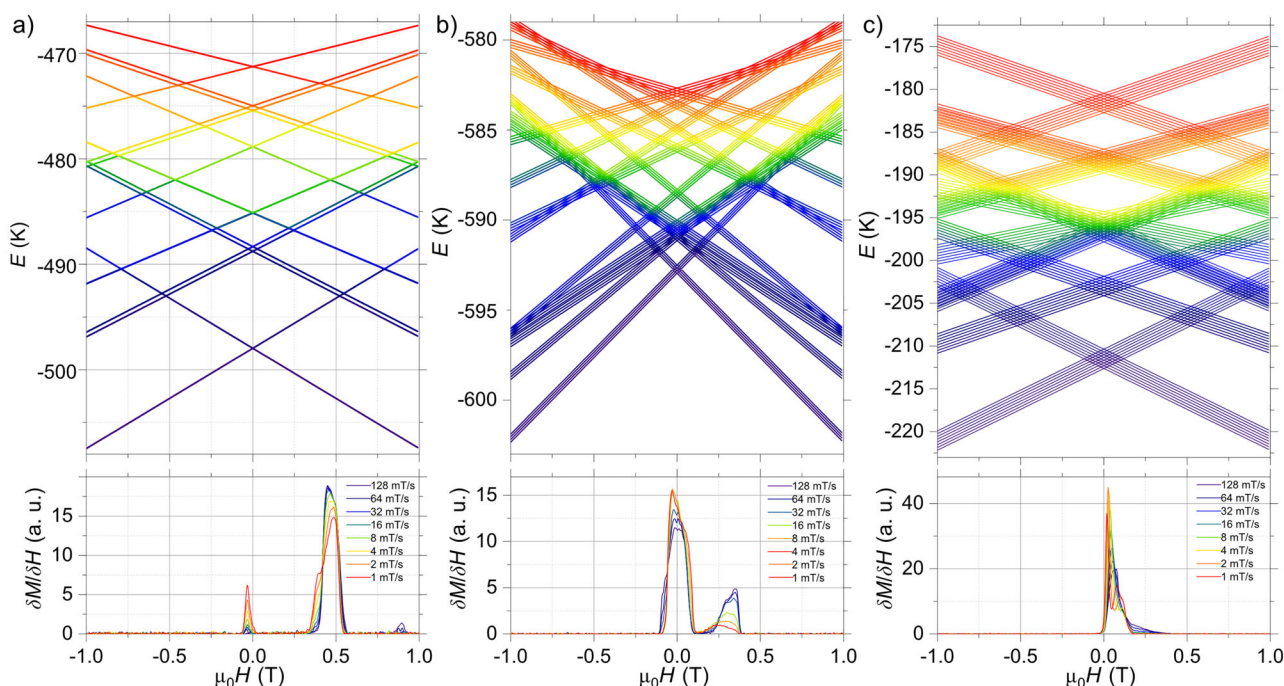 a)
E (K)
-470
-480
-490
-500
δM/δH (a. u.)
15
10
5
0
128 mT/s
64 mT/s
32 mT/s
16 mT/s
8 mT/s
4 mT/s
2 mT/s
1 mT/s
-1.0 -0.5 0.0 0.5 1.0
μ0H (T)
b)
E (K)
-580
-585
-590
-595
-600
δM/δH (a. u.)
15
10
5
0
128 mT/s
64 mT/s
32 mT/s
16 mT/s
8 mT/s
4 mT/s
2 mT/s
1 mT/s
-1.0 -0.5 0.0 0.5 1.0
μ0H (T)
c)
E (K)
-175
-180
-185
-190
-195
-200
-205
-210
-215
-220
δM/δH (a. u.)
40
20
0
128 mT/s
64 mT/s
32 mT/s
16 mT/s
8 mT/s
4 mT/s
2 mT/s
1 mT/s
-1.0 -0.5 0.0 0.5 1.0
μ0H (T)